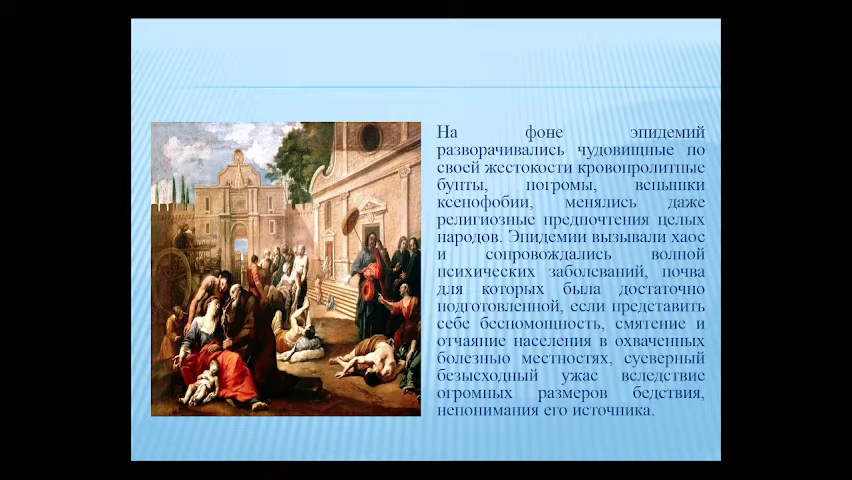 На фоне эпидемий
разворачивались чудовищные по
своей жестокости кровопролитные
бунты, погромы, вспышки
ксенофобии, менялись даже
религиозные предпочтения целых
народов. Эпидемии вызывали хаос
и сопровождались волной
психических заболеваний, почва
для которых была достаточно
подготовленной, если представить
себе беспомощность, смятение и
отчаяние населения в охваченных
болезнью местностях, суеверный
безысходный ужас вследствие
огромных размеров бедствия,
непонимания его источника.